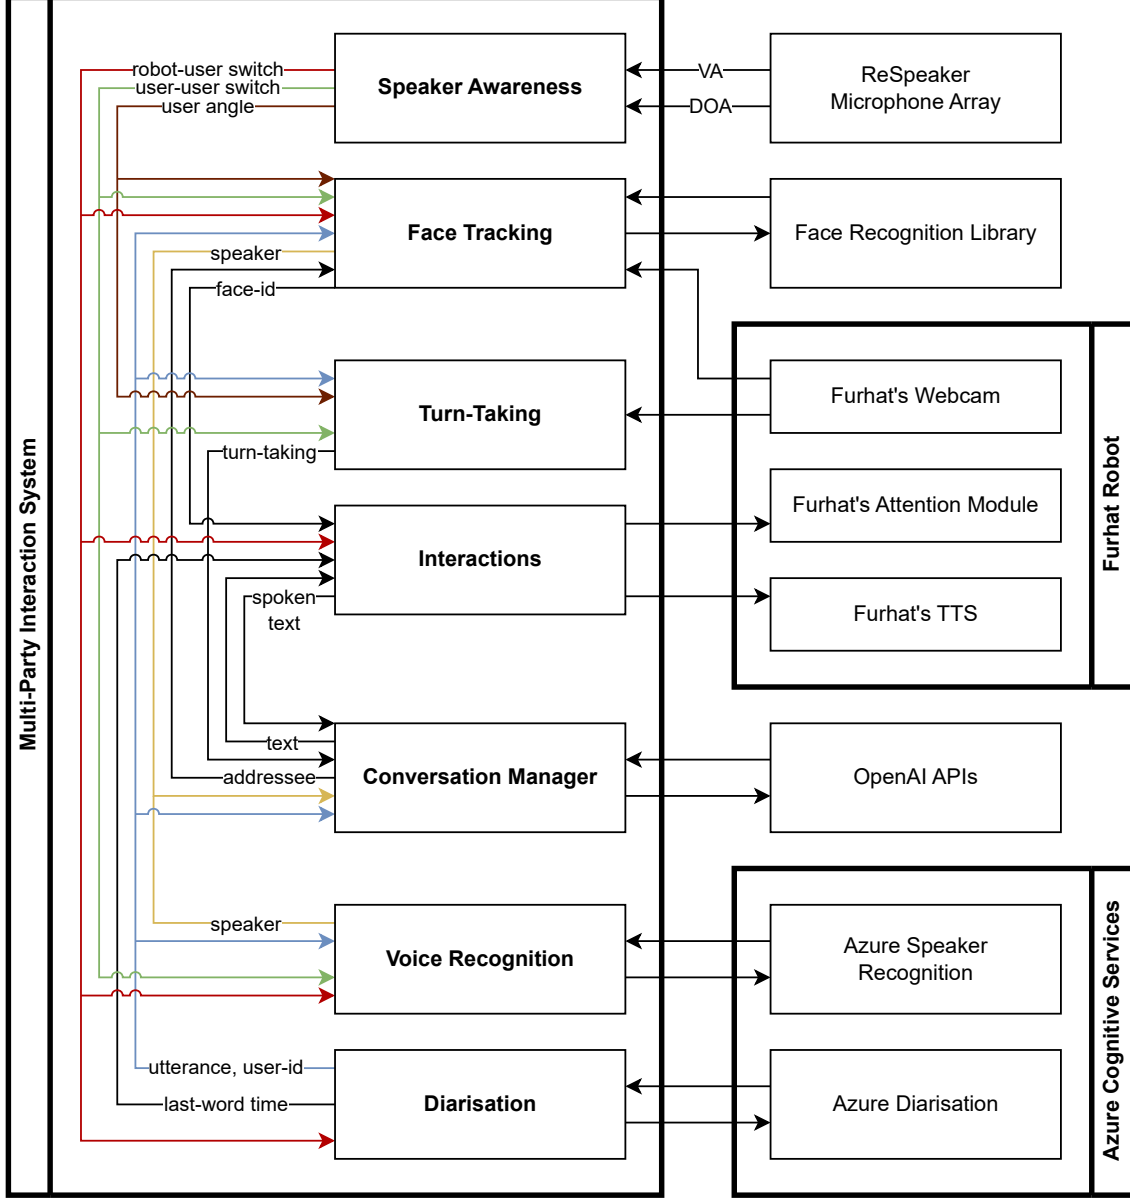 Multi-Party Interaction System
robot-user switch
user-user switch
user angle
Speaker Awareness
VA
DOA
ReSpeaker
Microphone Array
speaker
face-id
Face Tracking
Face Recognition Library
turn-taking
Turn-Taking
Furhat's Webcam
Furhat's Attention Module
Furhat's TTS
Furhat Robot
spoken
text
Interactions
text
addressee
Conversation Manager
OpenAI APIs
speaker
Voice Recognition
Azure Speaker
Recognition
utterance, user-id
last-word time
Diarisation
Azure Diarisation
Azure Cognitive Services